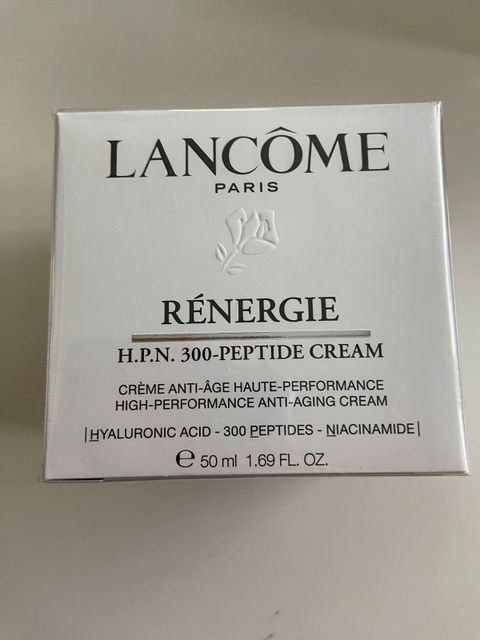 LANCÔME
PARIS
RÉNERGIE
H.P.N. 300-PEPTIDE CREAM
CRÈME ANTI-ÂGE HAUTE-PERFORMANCE
HIGH-PERFORMANCE ANTI-AGING CREAM
| HYALURONIC ACID - 300 PEPTIDES - NIACINAMIDE |
℮ 50 ml 1.69 FL. OZ.